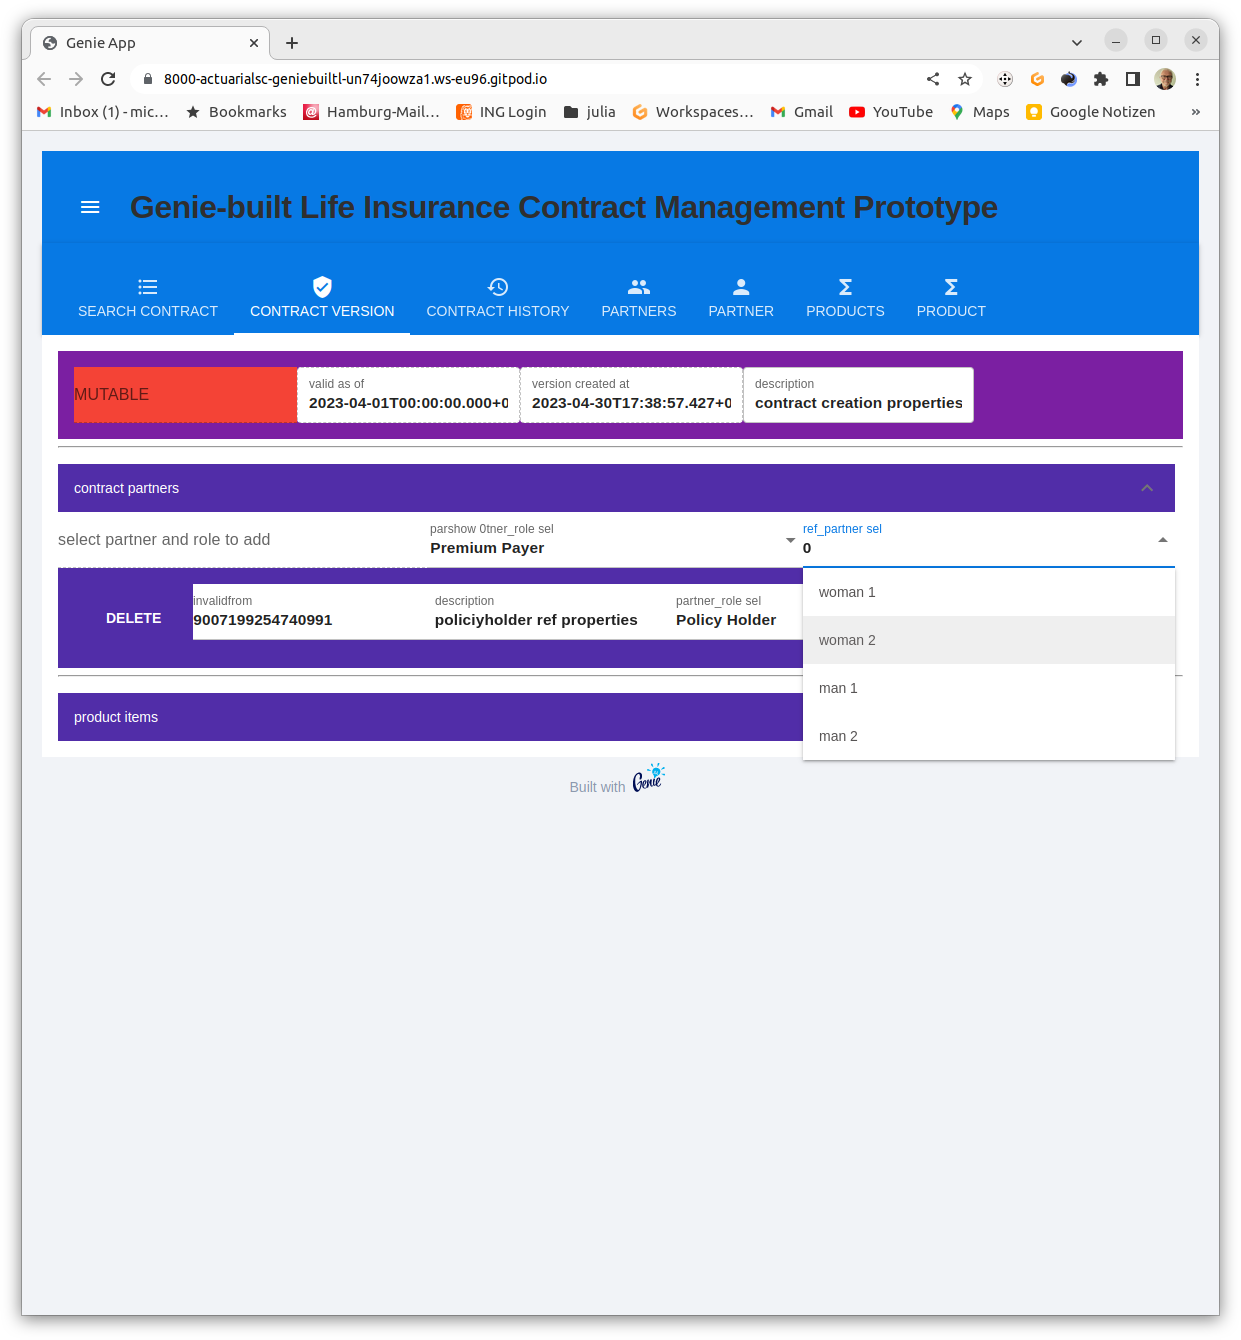 Genie App
8000-actuarialsc-geniebuiltl-un74joowza1.ws-eu96.gitpod.io
Inbox (1) - mic… Bookmarks Hamburg-Mail… ING Login julia Workspaces… Gmail YouTube Maps Google Notizen »
Genie-built Life Insurance Contract Management Prototype
SEARCH CONTRACT CONTRACT VERSION CONTRACT HISTORY PARTNERS PARTNER PRODUCTS PRODUCT
MUTABLE
valid as of version created at description
2023-04-01T00:00:00.000+0 2023-04-30T17:38:57.427+0 contract creation properties
contract partners
select partner and role to add
parshow 0tner_role sel ref_partner sel
Premium Payer 0
woman 1
woman 2
man 1
man 2
DELETE
invalidfrom description partner_role sel
9007199254740991 policiyholder ref properties Policy Holder
product items
Built with Genie